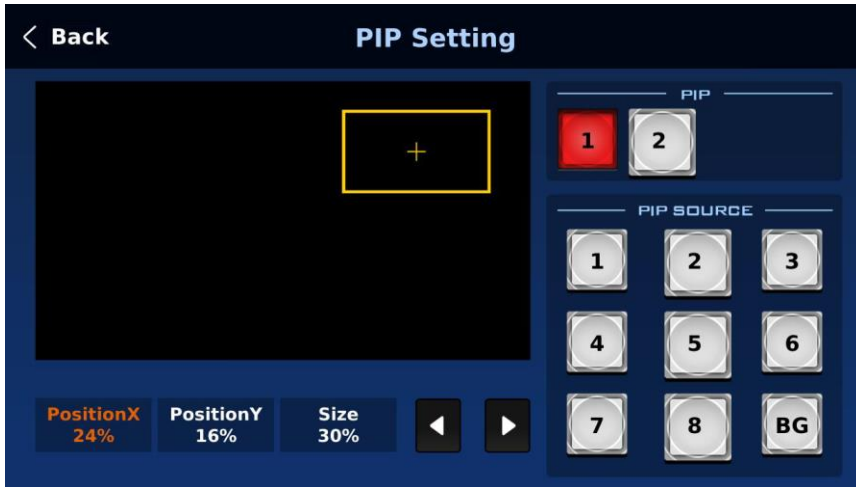 Back
PIP Setting
PIP
1 2
PIP SOURCE
1 2 3
4 5 6
7 8 BG
PositionX PositionY Size
24% 16% 30%